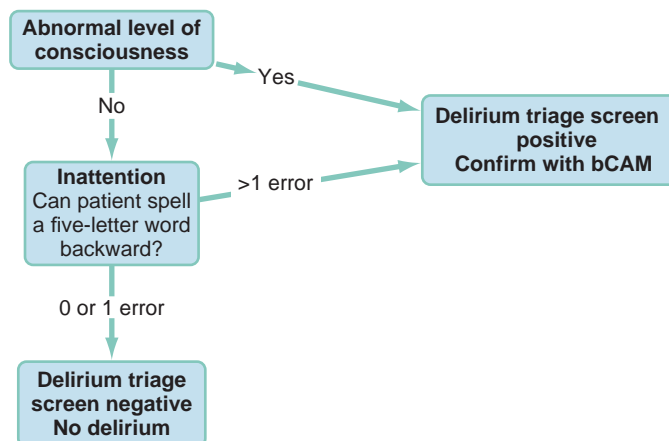 Abnormal level of
consciousness
Yes
No
Delirium triage screen
positive
Confirm with bCAM
Inattention
Can patient spell
a five-letter word
backward?
>1 error
0 or 1 error
Delirium triage
screen negative
No delirium